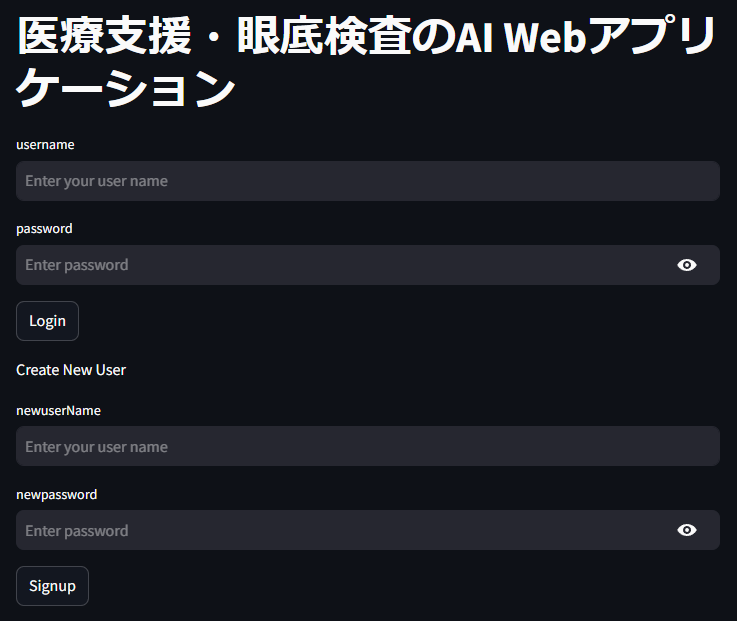 医療支援・眼底検査のAI Webアプリ
ケーション
username
Enter your user name
password
Enter password
Login
Create New User
newuserName
Enter your user name
newpassword
Enter password
Signup